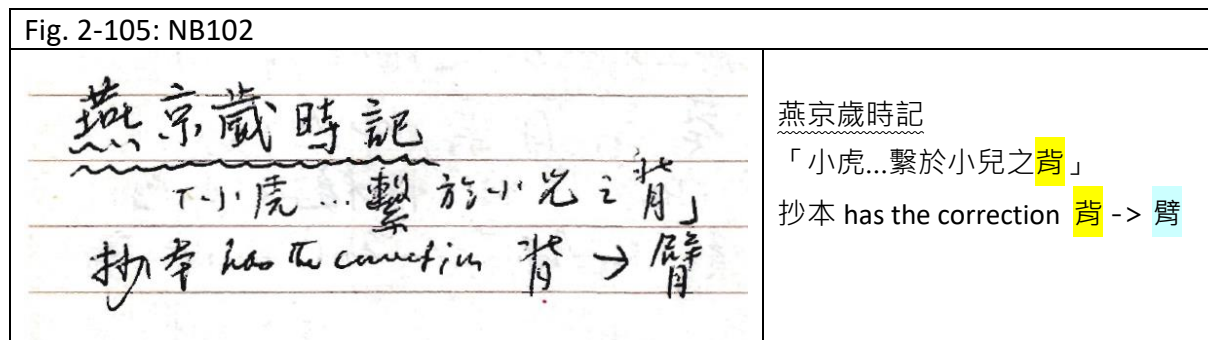 Fig. 2-105: NB102
燕京歲時記
「小虎...繫於小兒之背」
抄本 has the correction 背 → 臂
燕京歲時記
「小虎...繫於小兒之背」
抄本 has the correction 背 -> 臂